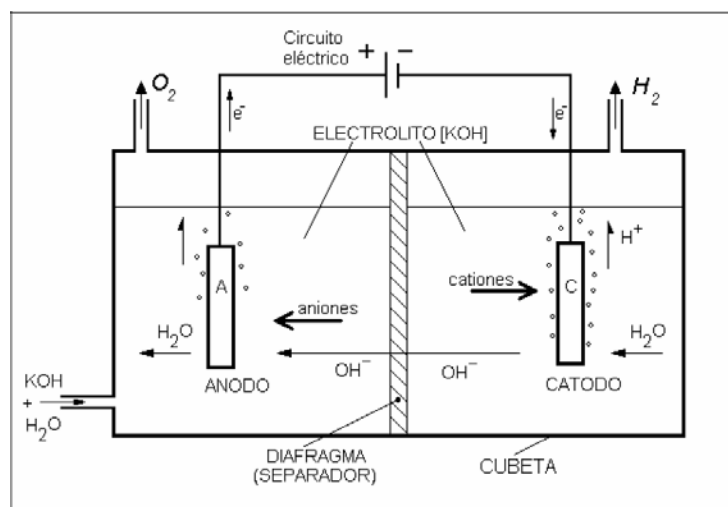 Circuito
eléctrico
+ −
O₂
H₂
e⁻
e⁻
ELECTROLITO [KOH]
H⁺
A
C
aniones
cationes
H₂O
H₂O
OH⁻
OH⁻
ANODO
CATODO
KOH
+
H₂O
DIAFRAGMA
(SEPARADOR)
CUBETA